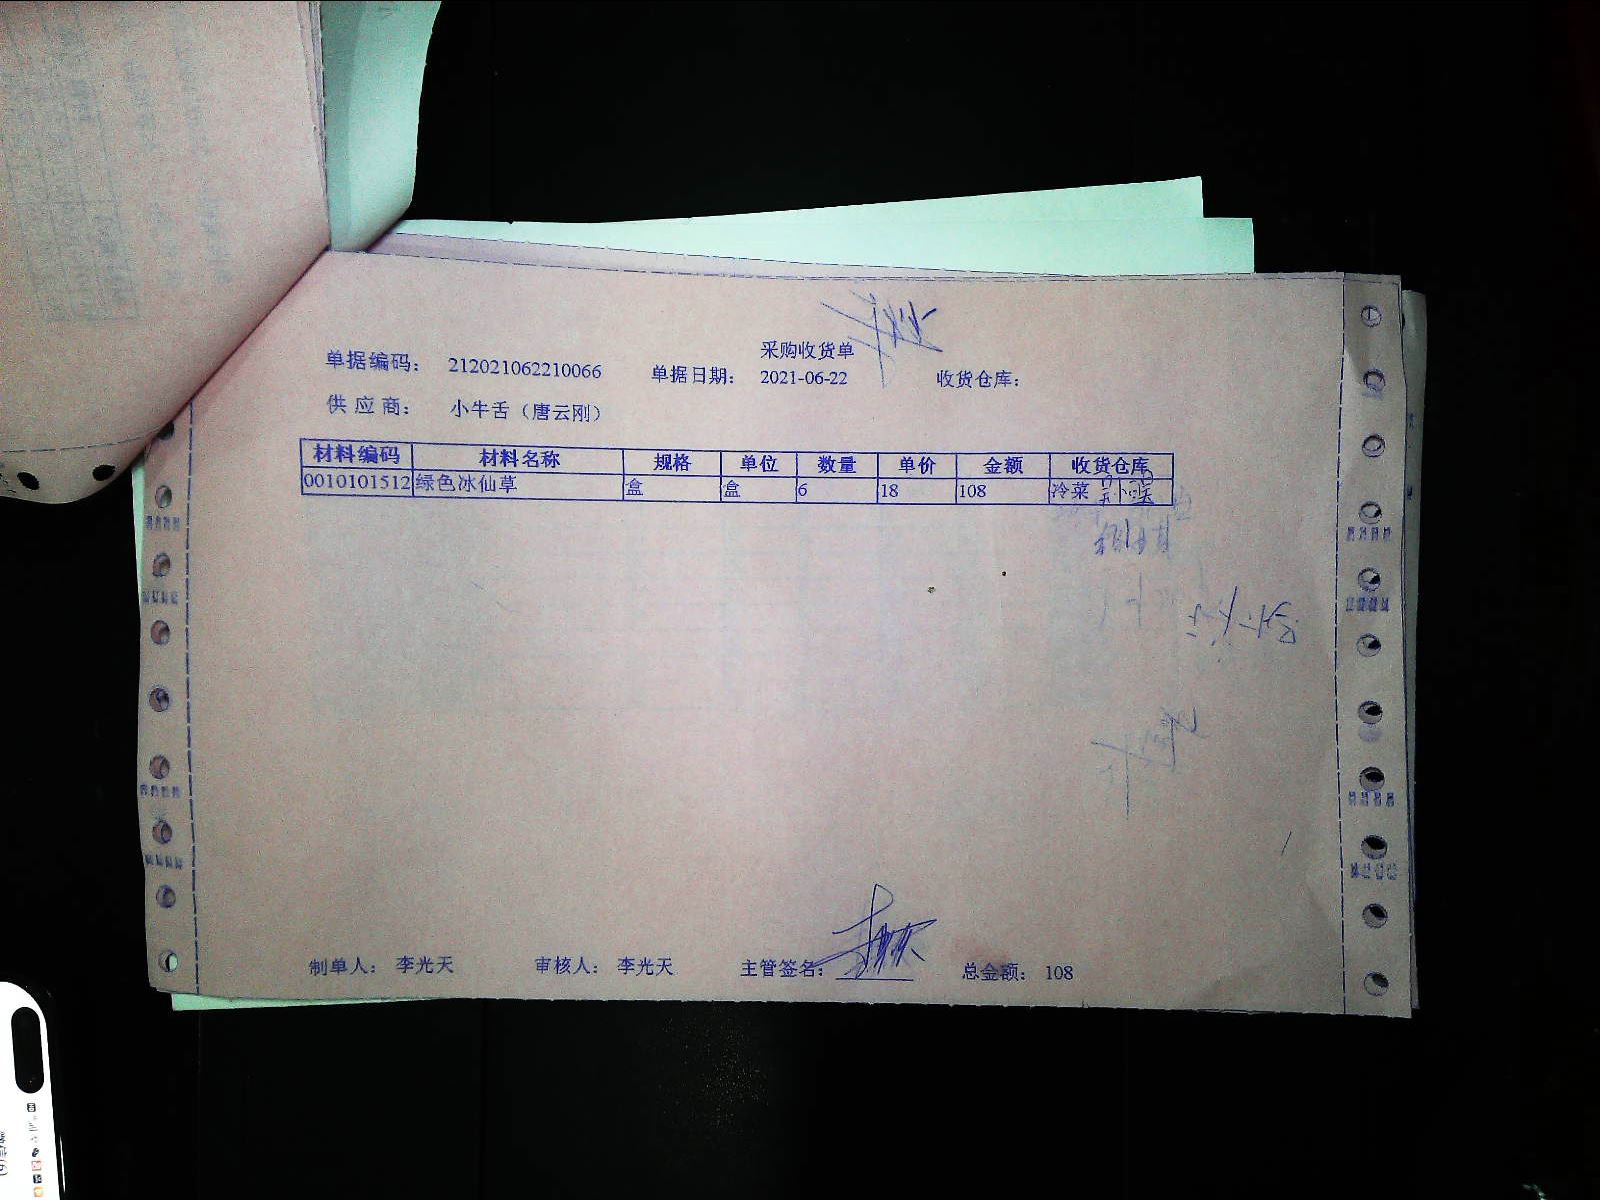 采购收货单
单据编码: 212021062210066 单据日期: 2021-06-22 收货仓库:
供应商: 小牛舌（唐云刚）
材料编码 材料名称 规格 单位 数量 单价 金额 收货仓库
0010101512 绿色冰仙草 盒 盒 6 18 108 冷菜
制单人: 李光天 审核人: 李光天 主管签名: 总金额: 108